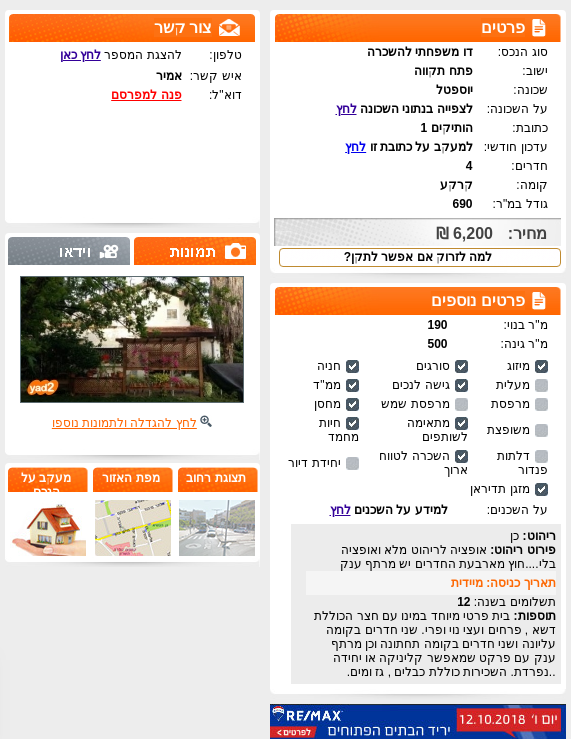 פרטים
סוג הנכס: דו משפחתי להשכרה
ישוב: פתח תקווה
שכונה: יוספטל
על השכונה: לצפייה בנתוני השכונה לחץ
כתובת: הותיקים 1
עדכון חודשי: למעקב על כתובת זו לחץ
חדרים: 4
קומה: קרקע
גודל במ"ר: 690
מחיר: 6,200 ₪
למה לזרוק אם אפשר לתקן?
פרטים נוספים
מ"ר בנוי: 190
מ"ר גינה: 500
מיזוג סורגים חניה
מעלית גישה לנכים ממ"ד
מרפסת מרפסת שמש מחסן
משופצת מתאימה לשותפים חיות מחמד
דלתות פנדור השכרה לטווח ארוך יחידת דיור
מזגן תדיראן
על השכנים: למידע על השכנים לחץ
ריהוט: כן
פירוט ריהוט: אופציה לריהוט מלא ואופציה
בלי....חוץ מארבעת החדרים יש מרתף ענק
תאריך כניסה: מיידית
תשלומים בשנה: 12
תוספות: בית פרטי מיוחד במינו עם חצר הכוללת
דשא , פרחים ועצי נוי ופרי. שני חדרים בקומה
עליונה ושני חדרים בקומה תחתונה וכן מרתף
ענק עם פרקט שמאפשר קליניקה או יחידה
..נפרדת. השכירות כוללת כבלים , גז ומים.
יום ו' 12.10.2018
יריד הבתים הפתוחים
RE/MAX
לפרטים >
צור קשר
טלפון: להצגת המספר לחץ כאן
איש קשר: אמיר
דוא"ל: פנה למפרסם
תמונות
וידאו
yad2
לחץ להגדלה ולתמונות נוספו
תצוגת רחוב
מפת האזור
מעקב על
הנכס